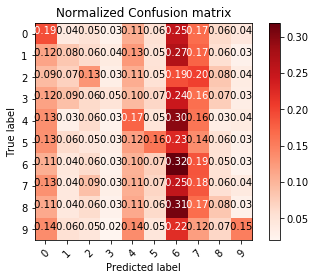 Normalized Confusion matrix
0 0.19 0.04 0.05 0.03 0.11 0.06 0.25 0.17 0.06 0.04
1 0.12 0.08 0.06 0.04 0.13 0.05 0.27 0.17 0.06 0.03
2 0.09 0.07 0.13 0.03 0.11 0.05 0.19 0.20 0.08 0.04
3 0.12 0.09 0.09 0.05 0.10 0.06 0.24 0.16 0.07 0.03
4 0.13 0.03 0.06 0.03 0.17 0.05 0.30 0.16 0.04 0.03
5 0.13 0.06 0.05 0.05 0.12 0.16 0.23 0.14 0.06 0.03
6 0.11 0.04 0.06 0.03 0.10 0.07 0.32 0.19 0.05 0.03
7 0.13 0.04 0.09 0.03 0.11 0.07 0.25 0.18 0.06 0.04
8 0.11 0.04 0.05 0.03 0.11 0.06 0.31 0.17 0.08 0.03
9 0.14 0.06 0.02 0.14 0.05 0.22 0.12 0.07 0.15
0 1 2 3 4 5 6 7 8 9
Predicted label
True label
0.30
0.25
0.20
0.15
0.10
0.05